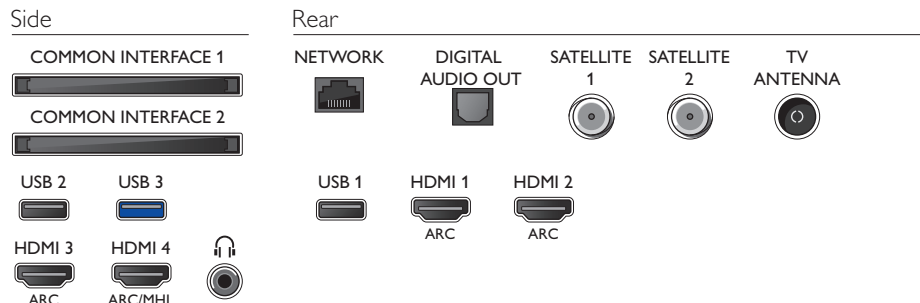 Side
COMMON INTERFACE 1
COMMON INTERFACE 2
USB 2 USB 3
HDMI 3 HDMI 4
ARC ARC/MHL
Rear
NETWORK DIGITAL AUDIO OUT SATELLITE 1 SATELLITE 2 TV ANTENNA
USB 1 HDMI 1 HDMI 2
ARC ARC